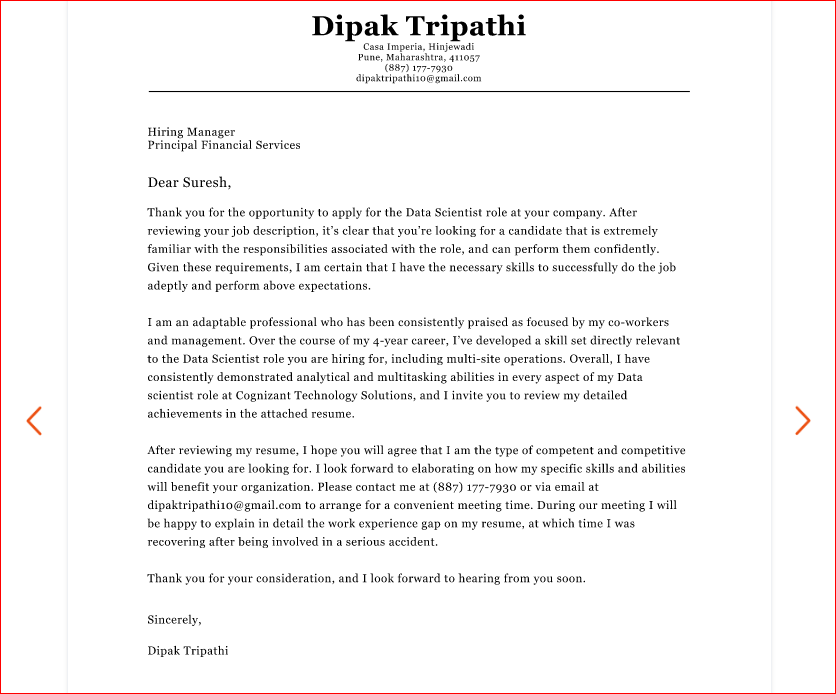 Dipak Tripathi
Casa Imperia, Hinjewadi
Pune, Maharashtra, 411057
(887) 177-7930
dipaktripathi10@gmail.com
Hiring Manager
Principal Financial Services
Dear Suresh,
Thank you for the opportunity to apply for the Data Scientist role at your company. After
reviewing your job description, it's clear that you're looking for a candidate that is extremely
familiar with the responsibilities associated with the role, and can perform them confidently.
Given these requirements, I am certain that I have the necessary skills to successfully do the job
adeptly and perform above expectations.
I am an adaptable professional who has been consistently praised as focused by my co-workers
and management. Over the course of my 4-year career, I've developed a skill set directly relevant
to the Data Scientist role you are hiring for, including multi-site operations. Overall, I have
consistently demonstrated analytical and multitasking abilities in every aspect of my Data
scientist role at Cognizant Technology Solutions, and I invite you to review my detailed
achievements in the attached resume.
After reviewing my resume, I hope you will agree that I am the type of competent and competitive
candidate you are looking for. I look forward to elaborating on how my specific skills and abilities
will benefit your organization. Please contact me at (887) 177-7930 or via email at
dipaktripathi10@gmail.com to arrange for a convenient meeting time. During our meeting I will
be happy to explain in detail the work experience gap on my resume, at which time I was
recovering after being involved in a serious accident.
Thank you for your consideration, and I look forward to hearing from you soon.
Sincerely,
Dipak Tripathi